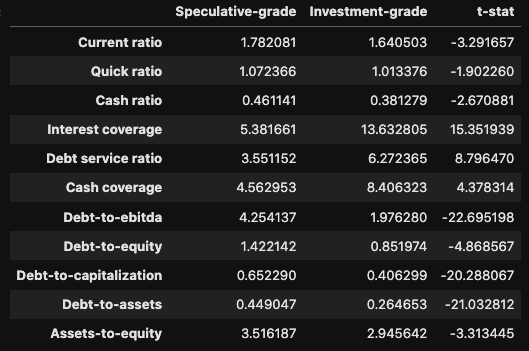 Speculative-grade Investment-grade t-stat
Current ratio 1.782081 1.640503 -3.291657
Quick ratio 1.072366 1.013376 -1.902260
Cash ratio 0.461141 0.381279 -2.670881
Interest coverage 5.381661 13.632805 15.351939
Debt service ratio 3.551152 6.272365 8.796470
Cash coverage 4.562953 8.406323 4.378314
Debt-to-ebitda 4.254137 1.976280 -22.695198
Debt-to-equity 1.422142 0.851974 -4.868567
Debt-to-capitalization 0.652290 0.406299 -20.288067
Debt-to-assets 0.449047 0.264653 -21.032812
Assets-to-equity 3.516187 2.945642 -3.313445